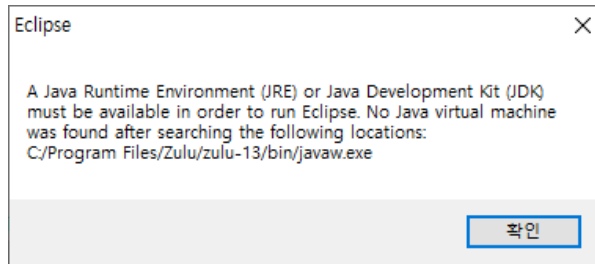 Eclipse
A Java Runtime Environment (JRE) or Java Development Kit (JDK)
must be available in order to run Eclipse. No Java virtual machine
was found after searching the following locations:
C:/Program Files/Zulu/zulu-13/bin/javaw.exe
확인